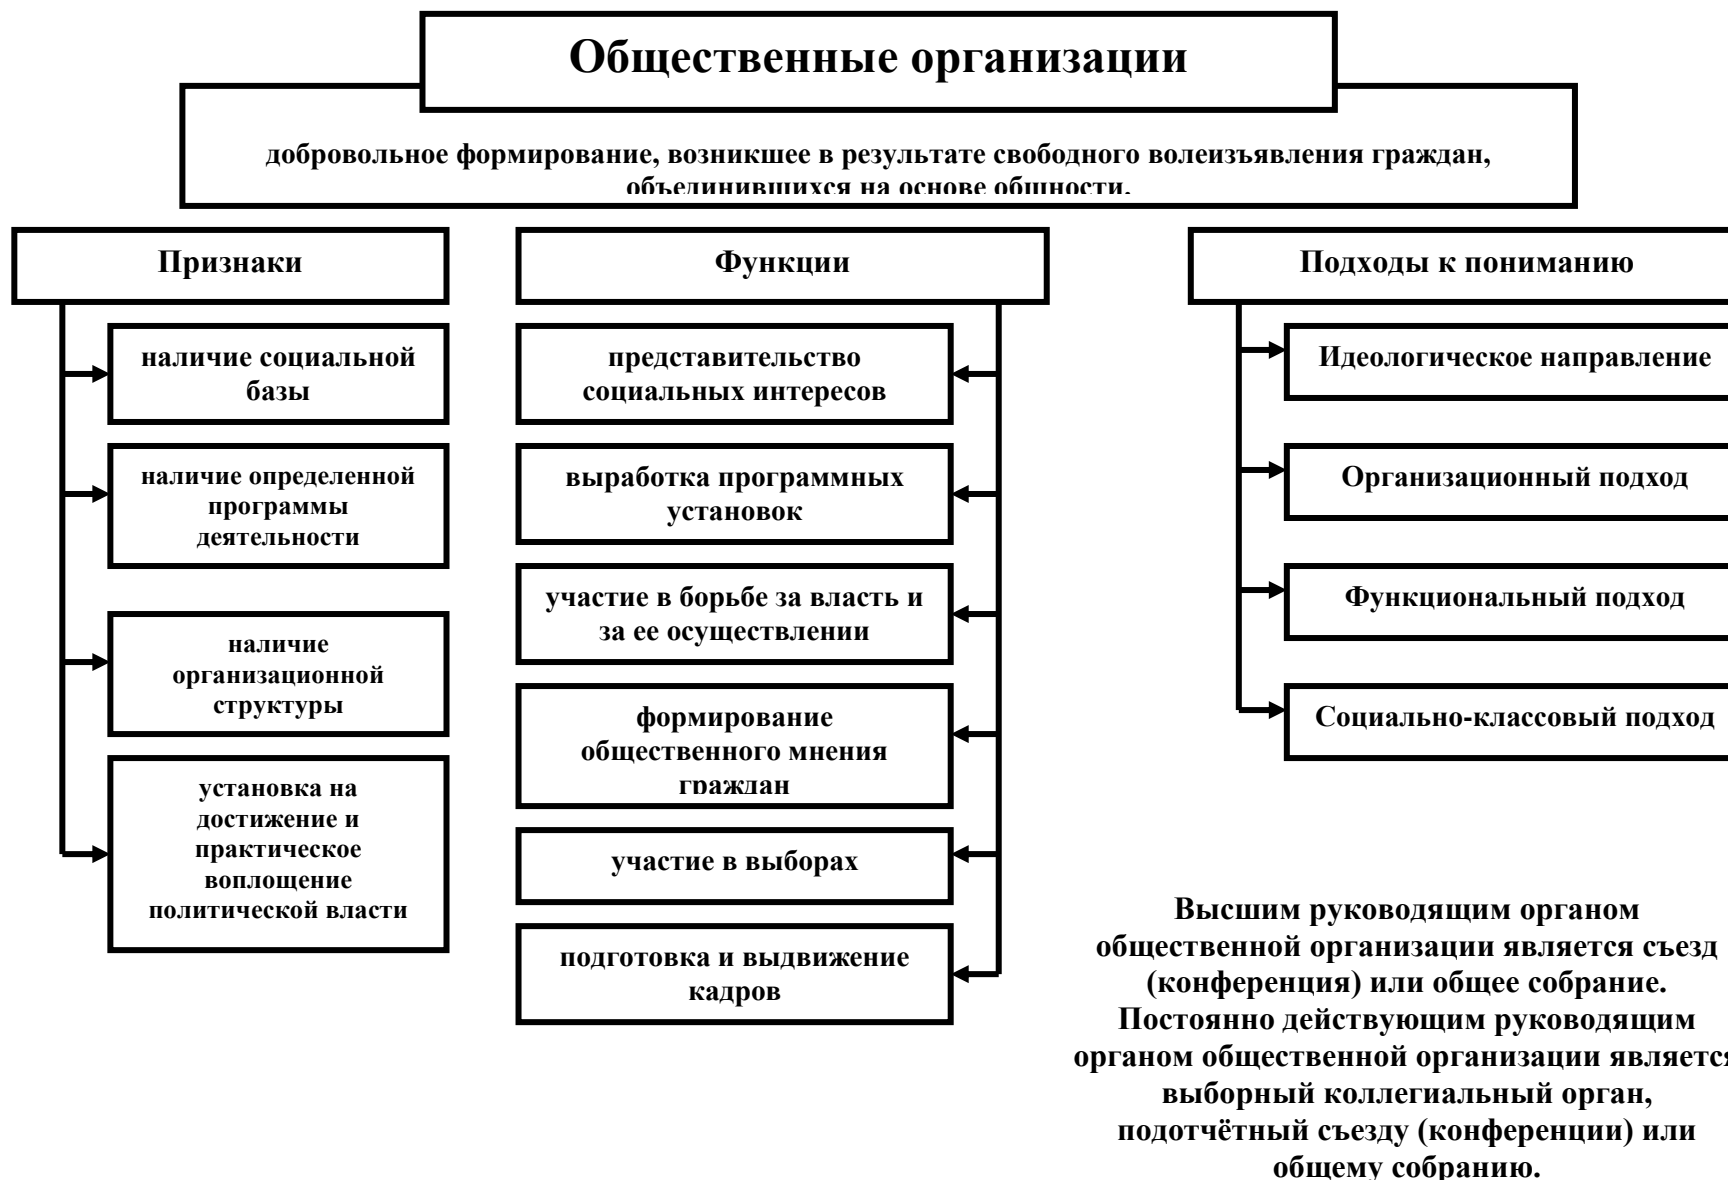 Общественные организации
добровольное формирование, возникшее в результате свободного волеизъявления граждан,
объединившихся на основе общности.
Признаки
наличие социальной
базы
наличие определенной
программы
деятельности
наличие
организационной
структуры
установка на
достижение и
практическое
воплощение
политической власти
Функции
представительство
социальных интересов
выработка программных
установок
участие в борьбе за власть и
за ее осуществлении
формирование
общественного мнения
граждан
участие в выборах
подготовка и выдвижение
кадров
Подходы к пониманию
Идеологическое направление
Организационный подход
Функциональный подход
Социально-классовый подход
Высшим руководящим органом
общественной организации является съезд
(конференция) или общее собрание.
Постоянно действующим руководящим
органом общественной организации является
выборный коллегиальный орган,
подотчётный съезду (конференции) или
общему собранию.